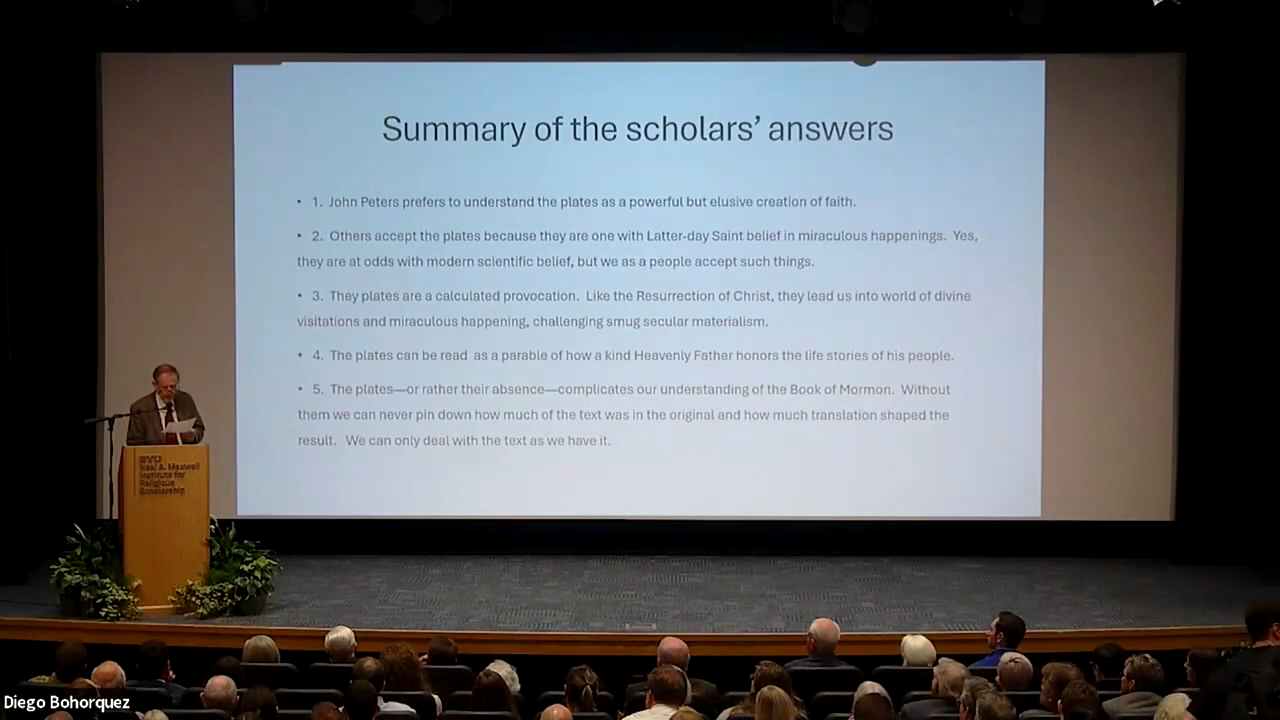 Summary of the scholars’ answers
• 1. John Peters prefers to understand the plates as a powerful but elusive creation of faith.
• 2. Others accept the plates because they are one with Latter-day Saint belief in miraculous happenings. Yes,
they are at odds with modern scientific belief, but we as a people accept such things.
• 3. They plates are a calculated provocation. Like the Resurrection of Christ, they lead us into world of divine
visitations and miraculous happening, challenging smug secular materialism.
• 4. The plates can be read as a parable of how a kind Heavenly Father honors the life stories of his people.
• 5. The plates—or rather their absence—complicates our understanding of the Book of Mormon. Without
them we can never pin down how much of the text was in the original and how much translation shaped the
result. We can only deal with the text as we have it.
BYU
Neal A. Maxwell
Institute for
Religious
Scholarship
Diego Bohorquez